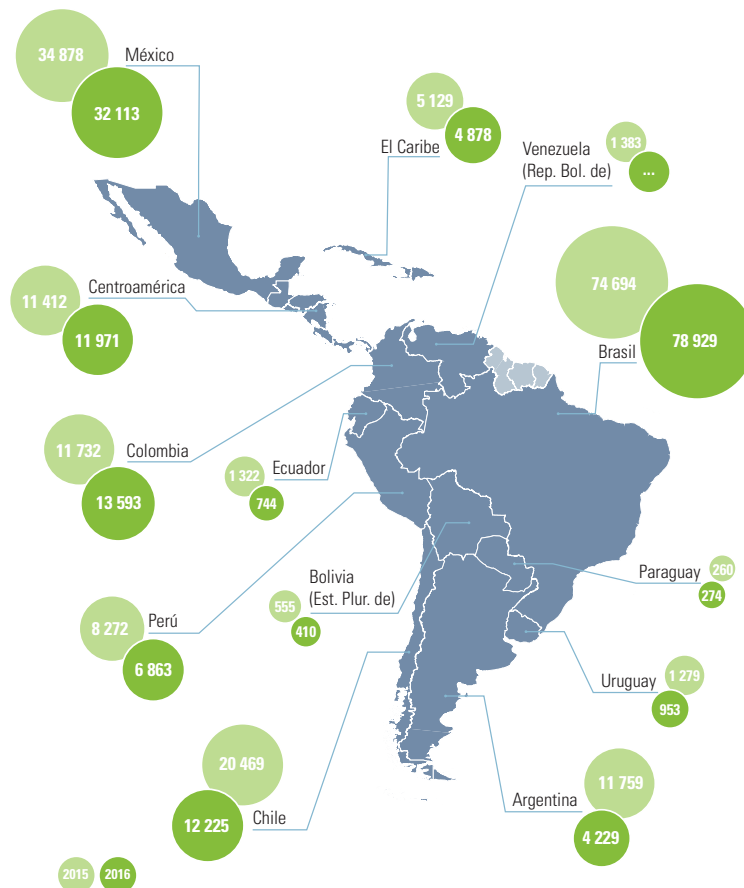 34 878
México
32 113
5 129
4 878
El Caribe
Venezuela
(Rep. Bol. de)
1 383
...
11 412
Centroamérica
11 971
74 694
78 929
Brasil
11 732
Colombia
13 593
1 322
Ecuador
744
Bolivia
(Est. Plur. de)
555
410
Paraguay
260
274
8 272
Perú
6 863
1 279
Uruguay
953
20 469
Chile
12 225
11 759
Argentina
4 229
2015
2016